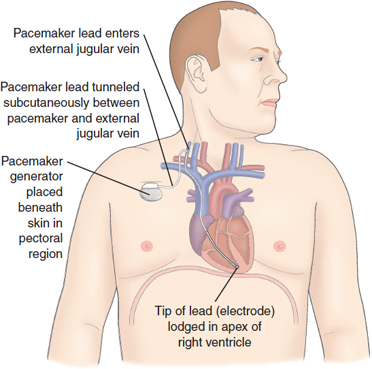 Pacemaker lead enters
external jugular vein
Pacemaker lead tunneled
subcutaneously between
pacemaker and external
jugular vein
Pacemaker
generator
placed
beneath
skin in
pectoral
region
Tip of lead (electrode)
lodged in apex of
right ventricle